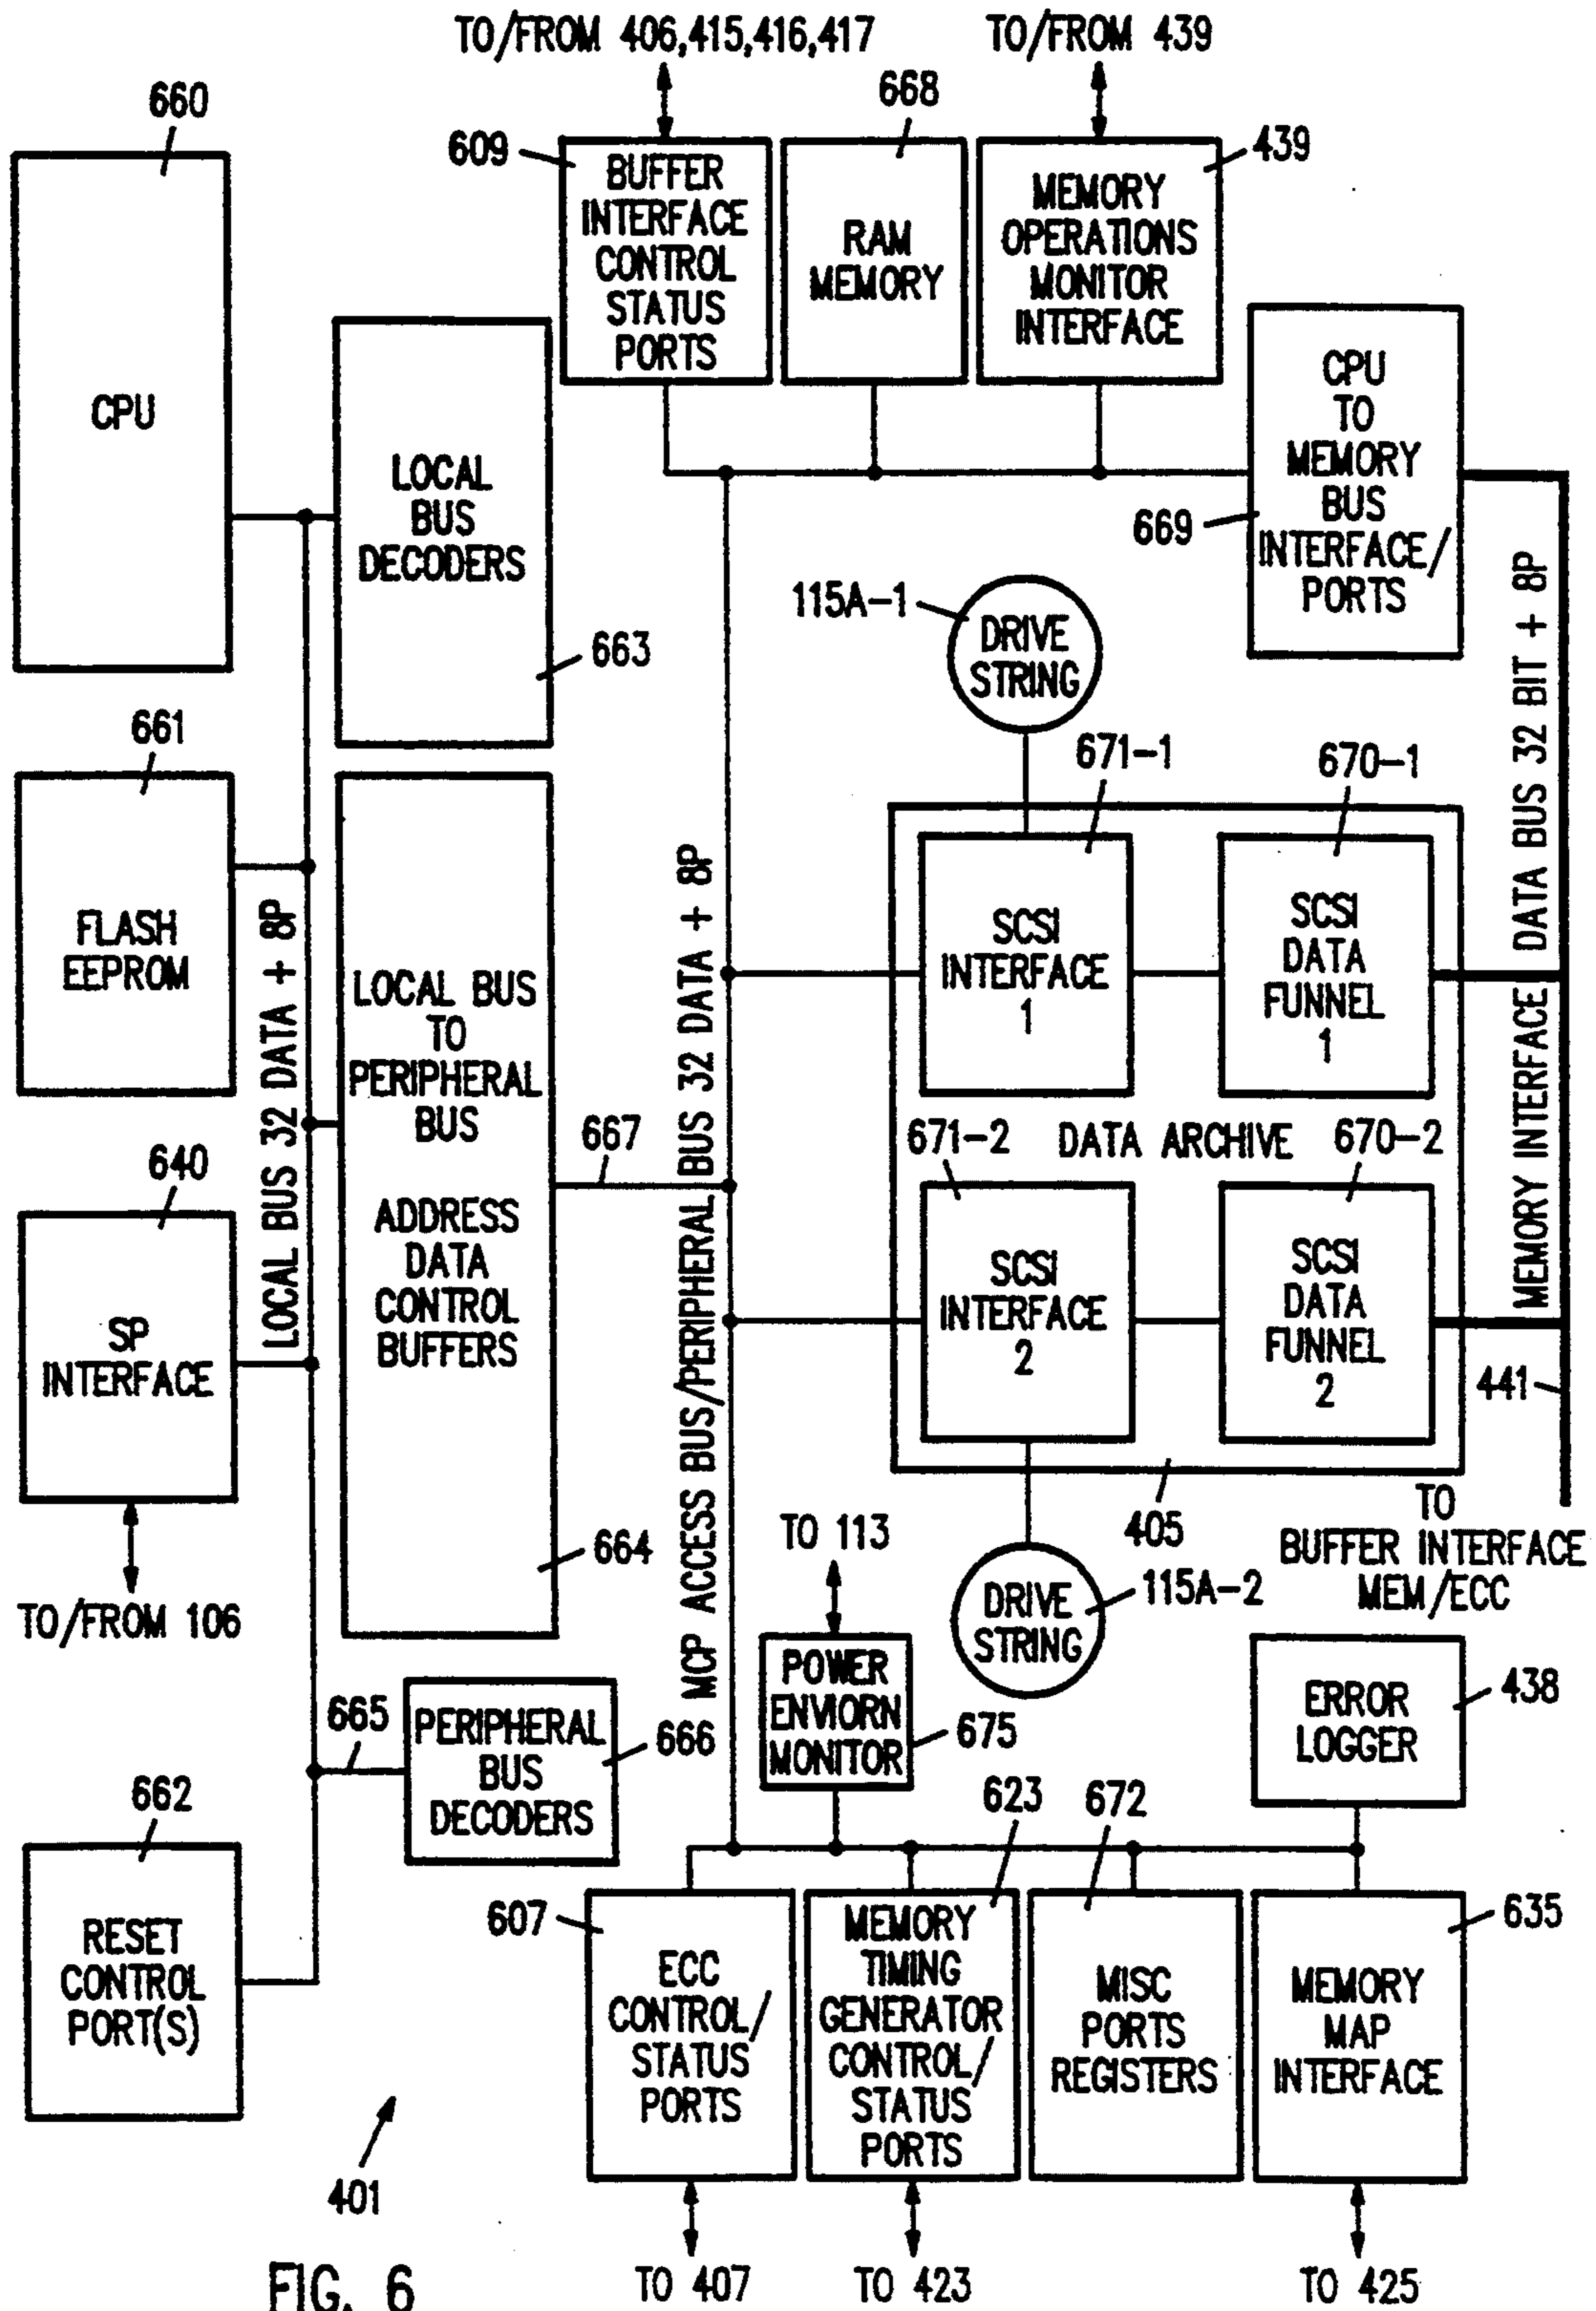 TO/FROM 406,415,416,417
TO/FROM 439
660
CPU
609
BUFFER
INTERFACE
CONTROL
STATUS
PORTS
668
RAM
MEMORY
439
MEMORY
OPERATIONS
MONITOR
INTERFACE
CPU
TO
MEMORY
BUS
INTERFACE/
PORTS
669
LOCAL
BUS
DECODERS
663
115A-1
DRIVE
STRING
661
FLASH
EEPROM
LOCAL BUS 32 DATA + 8P
LOCAL BUS
TO
PERIPHERAL
BUS
ADDRESS
DATA
CONTROL
BUFFERS
664
667
MCP ACCESS BUS/PERIPHERAL BUS 32 DATA + 8P
671-1
SCSI
INTERFACE
1
670-1
SCSI
DATA
FUNNEL
1
MEMORY INTERFACE DATA BUS 32 BIT + 8P
DATA ARCHIVE
671-2
SCSI
INTERFACE
2
670-2
SCSI
DATA
FUNNEL
2
441
405
TO
BUFFER INTERFACE
MEM/ECC
640
SP
INTERFACE
TO/FROM 106
TO 113
115A-2
DRIVE
STRING
POWER
ENVIORN
MONITOR
675
438
ERROR
LOGGER
665
PERIPHERAL
BUS
DECODERS
666
662
RESET
CONTROL
PORT(S)
607
ECC
CONTROL/
STATUS
PORTS
623
MEMORY
TIMING
GENERATOR
CONTROL/
STATUS
PORTS
672
MISC
PORTS
REGISTERS
635
MEMORY
MAP
INTERFACE
401
TO 407
TO 423
TO 425
FIG. 6